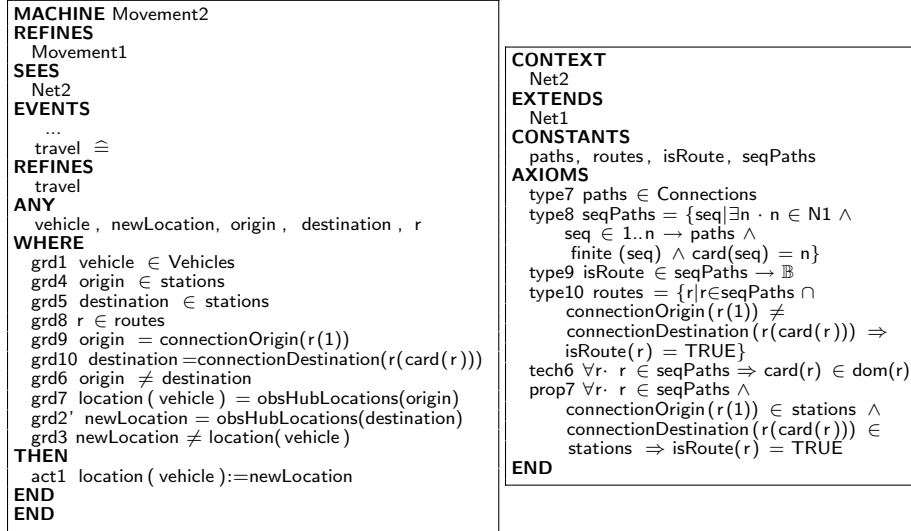 MACHINE Movement2
REFINES
Movement1
SEES
Net2
EVENTS
...
travel ≙
REFINES
travel
ANY
vehicle , newLocation, origin , destination , r
WHERE
grd1 vehicle ∈ Vehicles
grd4 origin ∈ stations
grd5 destination ∈ stations
grd8 r ∈ routes
grd9 origin = connectionOrigin(r(1))
grd10 destination=connectionDestination(r(card(r)))
grd6 origin ≠ destination
grd7 location ( vehicle ) = obsHubLocations(origin)
grd2' newLocation = obsHubLocations(destination)
grd3 newLocation ≠ location( vehicle )
THEN
act1 location ( vehicle ):=newLocation
END
END
CONTEXT
Net2
EXTENDS
Net1
CONSTANTS
paths , routes , isRoute , seqPaths
AXIOMS
type7 paths ∈ Connections
type8 seqPaths = {seq|∃n · n ∈ N1 ∧
seq ∈ 1..n → paths ∧
finite (seq) ∧ card(seq) = n}
type9 isRoute ∈ seqPaths → 𝔹
type10 routes = {r|r∈seqPaths ∩
connectionOrigin(r(1)) ≠
connectionDestination(r(card(r))) ⇒
isRoute(r) = TRUE}
tech6 ∀r· r ∈ seqPaths ⇒ card(r) ∈ dom(r)
prop7 ∀r· r ∈ seqPaths ∧
connectionOrigin(r(1)) ∈ stations ∧
connectionDestination(r(card(r))) ∈
stations ⇒ isRoute(r) = TRUE
END